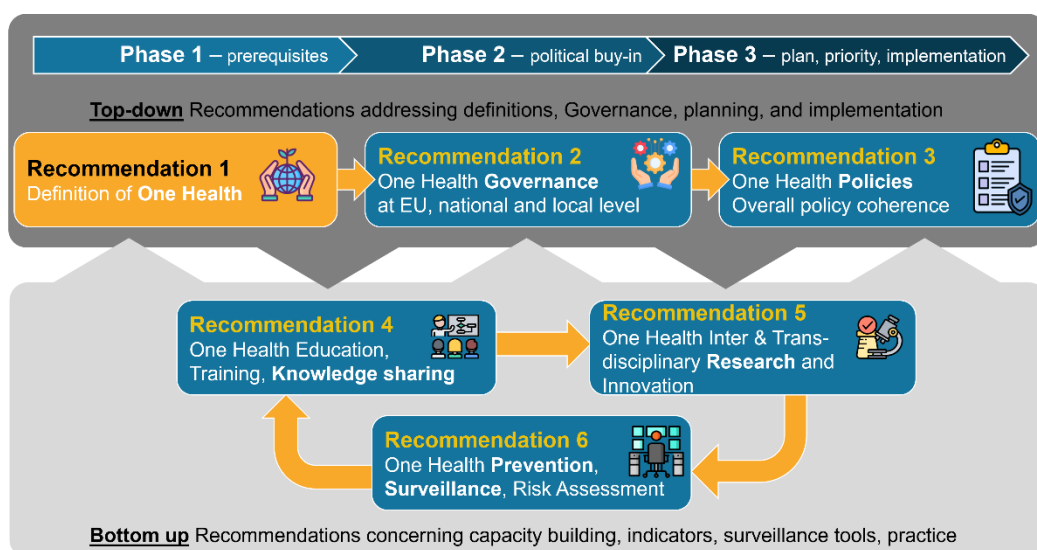 Phase 1 – prerequisites
Phase 2 – political buy-in
Phase 3 – plan, priority, implementation
Top-down Recommendations addressing definitions, Governance, planning, and implementation
Recommendation 1
Definition of One Health
Recommendation 2
One Health Governance
at EU, national and local level
Recommendation 3
One Health Policies
Overall policy coherence
Recommendation 4
One Health Education,
Training, Knowledge sharing
Recommendation 5
One Health Inter & Trans-
disciplinary Research and
Innovation
Recommendation 6
One Health Prevention,
Surveillance, Risk Assessment
Bottom up Recommendations concerning capacity building, indicators, surveillance tools, practice